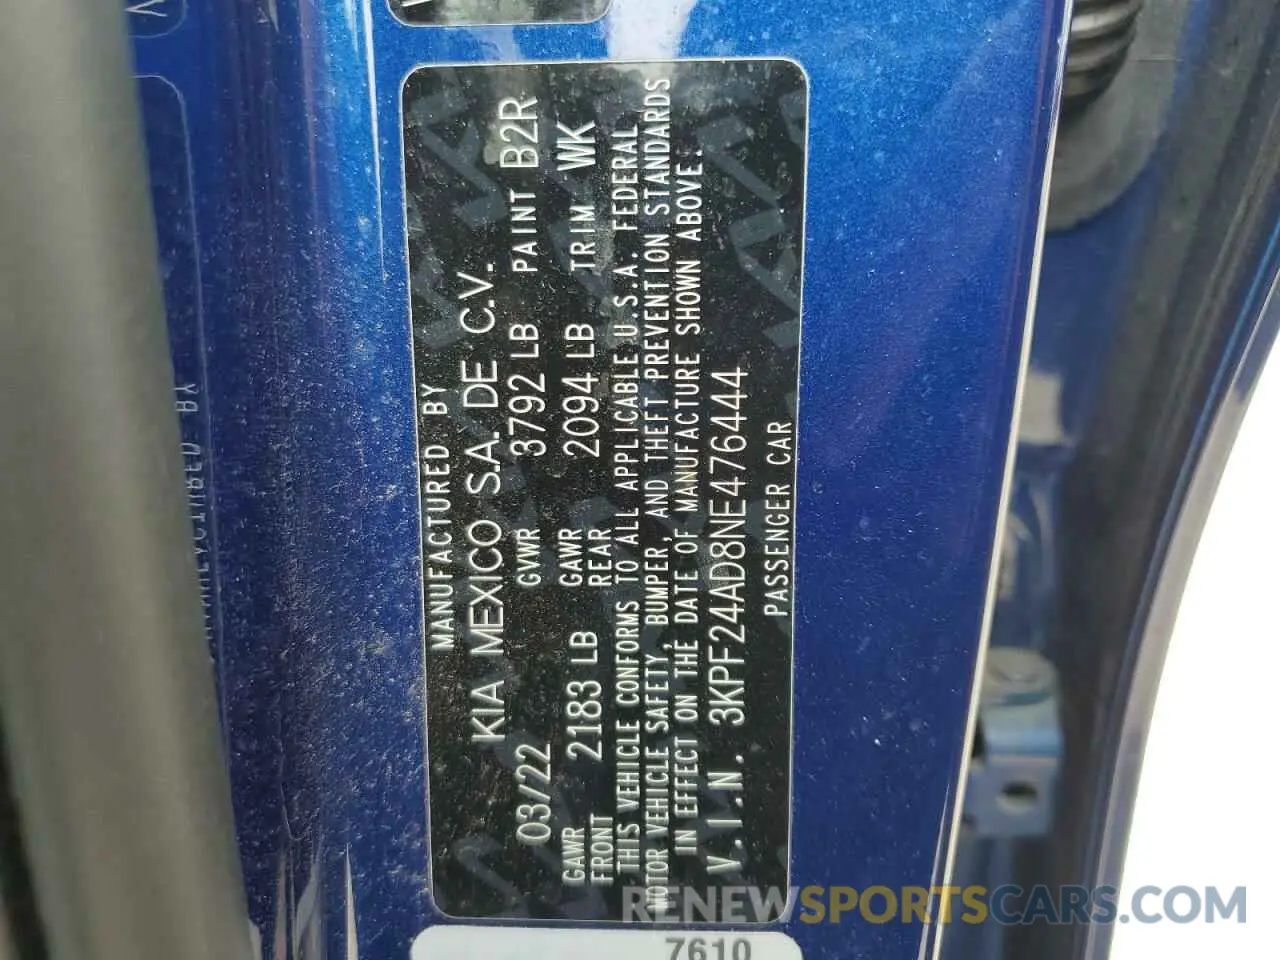 MANUFACTURED BY
KIA MEXICO S.A. DE C.V.
03/22 GVWR 3792 LB PAINT B2R
GAWR FRONT 2183 LB GAWR REAR 2094 LB TRIM WK
THIS VEHICLE CONFORMS TO ALL APPLICABLE U.S.A. FEDERAL
MOTOR VEHICLE SAFETY, BUMPER, AND THEFT PREVENTION STANDARDS
IN EFFECT ON THE DATE OF MANUFACTURE SHOWN ABOVE.
V.I.N. 3KPF24AD8NE476444
PASSENGER CAR
7610
RENEWSPORTSCARS.COM